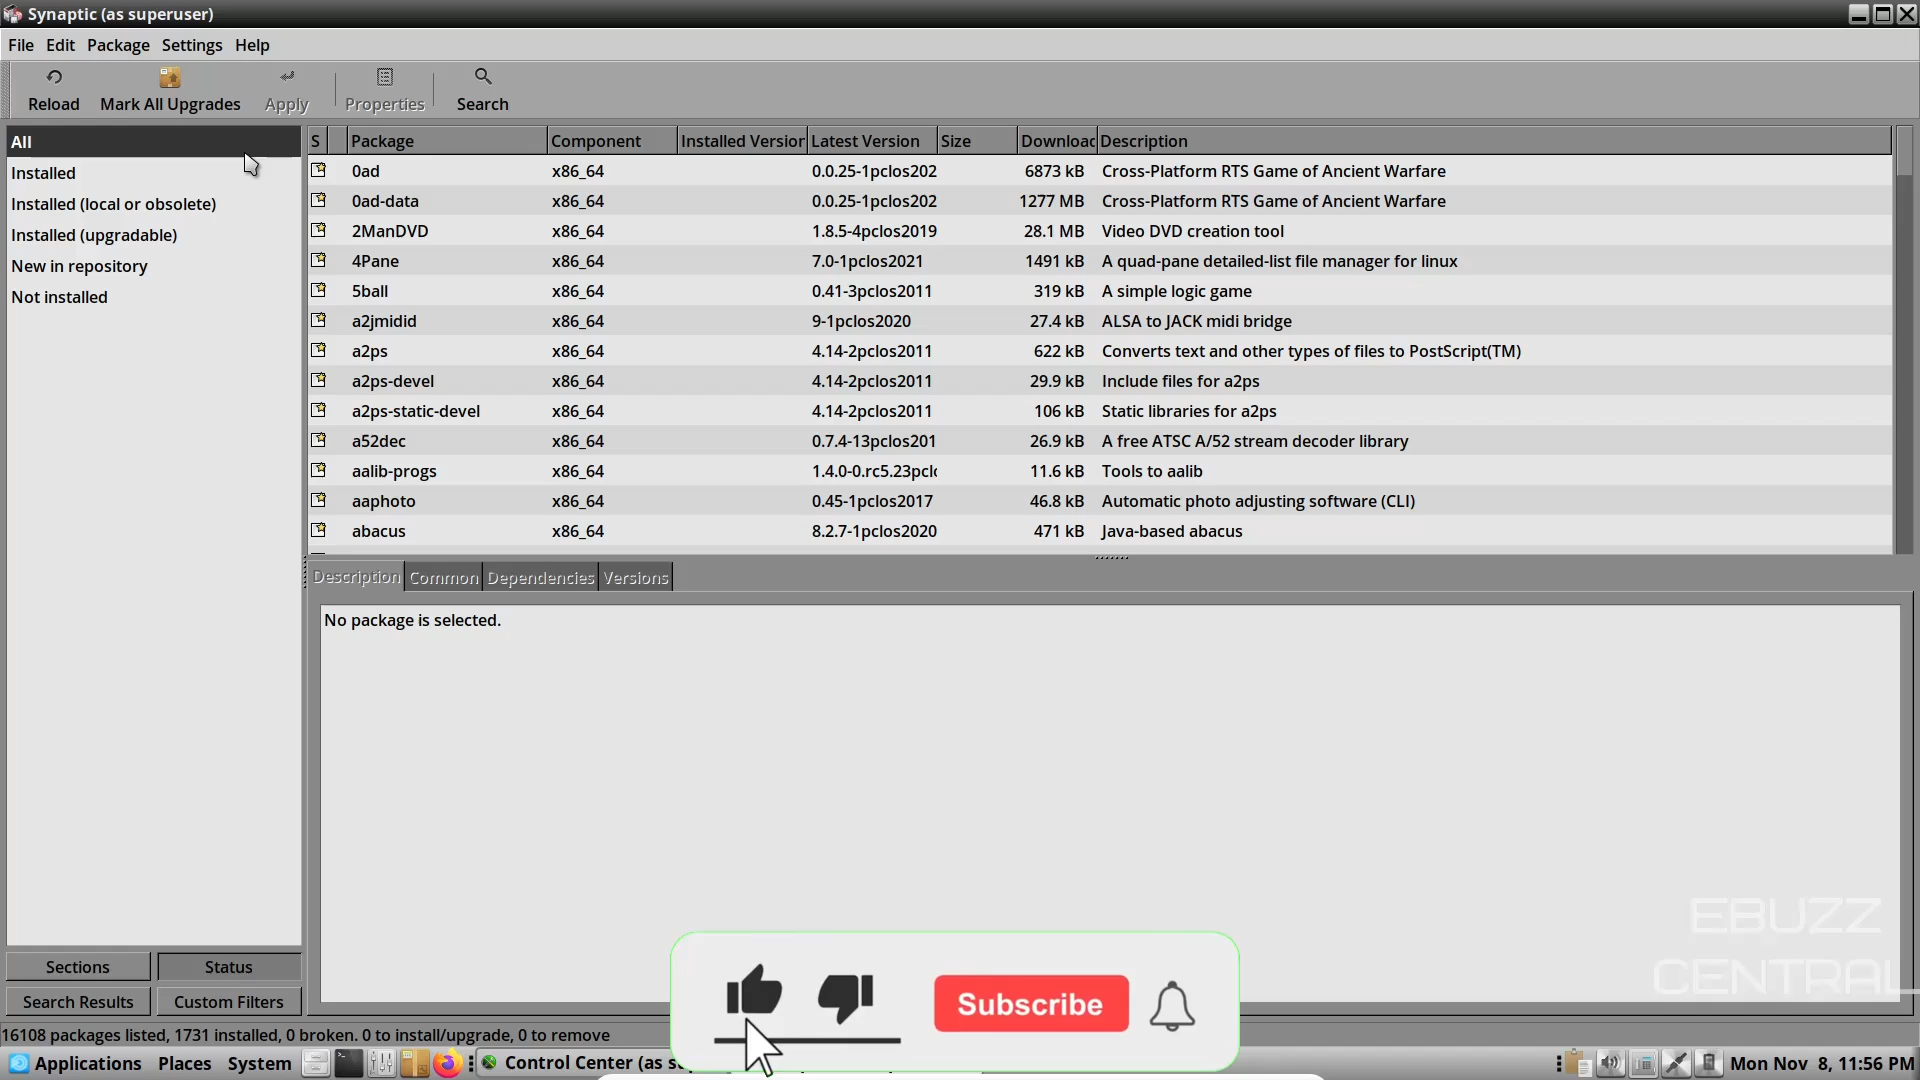 Synaptic (as superuser)
File Edit Package Settings Help
Reload Mark All Upgrades Apply Properties Search
All
Installed
Installed (local or obsolete)
Installed (upgradable)
New in repository
Not installed
S Package Component Installed Version Latest Version Size Downloac Description
0ad x86_64 0.0.25-1pclos202 6873 kB Cross-Platform RTS Game of Ancient Warfare
0ad-data x86_64 0.0.25-1pclos202 1277 MB Cross-Platform RTS Game of Ancient Warfare
2ManDVD x86_64 1.8.5-4pclos2019 28.1 MB Video DVD creation tool
4Pane x86_64 7.0-1pclos2021 1491 kB A quad-pane detailed-list file manager for linux
5ball x86_64 0.41-3pclos2011 319 kB A simple logic game
a2jmidid x86_64 9-1pclos2020 27.4 kB ALSA to JACK midi bridge
a2ps x86_64 4.14-2pclos2011 622 kB Converts text and other types of files to PostScript(TM)
a2ps-devel x86_64 4.14-2pclos2011 29.9 kB Include files for a2ps
a2ps-static-devel x86_64 4.14-2pclos2011 106 kB Static libraries for a2ps
a52dec x86_64 0.7.4-13pclos201 26.9 kB A free ATSC A/52 stream decoder library
aalib-progs x86_64 1.4.0-0.rc5.23pclo 11.6 kB Tools to aalib
aaphoto x86_64 0.45-1pclos2017 46.8 kB Automatic photo adjusting software (CLI)
abacus x86_64 8.2.7-1pclos2020 471 kB Java-based abacus
Description Common Dependencies Versions
No package is selected.
EBUZZ
CENTRAL
Sections Status
Search Results Custom Filters
Subscribe
16108 packages listed, 1731 installed, 0 broken. 0 to install/upgrade, 0 to remove
Applications Places System Control Center (as su Mon Nov 8, 11:56 PM